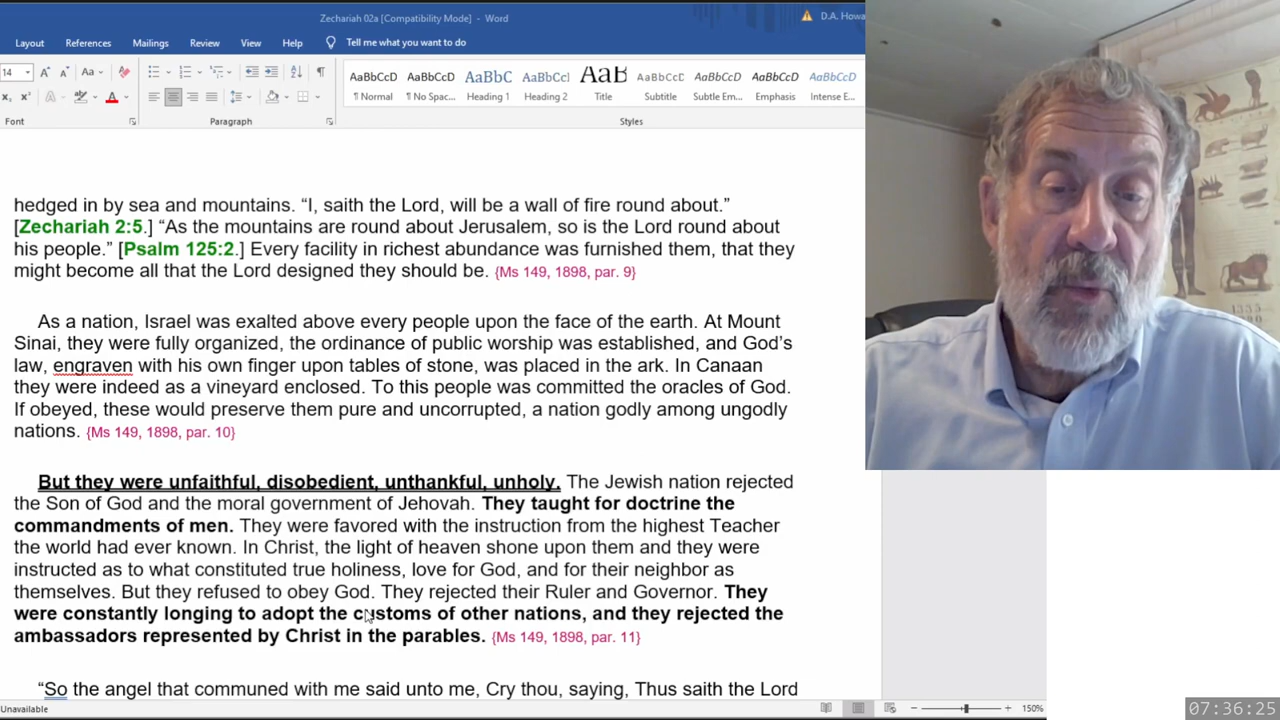 Zechariah 02a [Compatibility Mode] - Word
D.A. Howa
Layout References Mailings Review View Help Tell me what you want to do
14 Aa
AaBbCcD AaBbCcD AaBbC AaBbCcI AaB AaBbCcD AaBbCcD AaBbCcD AaBbCcD
¶ Normal ¶ No Spac... Heading 1 Heading 2 Title Subtitle Subtle Em... Emphasis Intense E...
Font Paragraph Styles
hedged in by sea and mountains. “I, saith the Lord, will be a wall of fire round about.”
[Zechariah 2:5.] “As the mountains are round about Jerusalem, so is the Lord round about
his people.” [Psalm 125:2.] Every facility in richest abundance was furnished them, that they
might become all that the Lord designed they should be. {Ms 149, 1898, par. 9}
As a nation, Israel was exalted above every people upon the face of the earth. At Mount
Sinai, they were fully organized, the ordinance of public worship was established, and God’s
law, engraven with his own finger upon tables of stone, was placed in the ark. In Canaan
they were indeed as a vineyard enclosed. To this people was committed the oracles of God.
If obeyed, these would preserve them pure and uncorrupted, a nation godly among ungodly
nations. {Ms 149, 1898, par. 10}
But they were unfaithful, disobedient, unthankful, unholy. The Jewish nation rejected
the Son of God and the moral government of Jehovah. They taught for doctrine the
commandments of men. They were favored with the instruction from the highest Teacher
the world had ever known. In Christ, the light of heaven shone upon them and they were
instructed as to what constituted true holiness, love for God, and for their neighbor as
themselves. But they refused to obey God. They rejected their Ruler and Governor. They
were constantly longing to adopt the customs of other nations, and they rejected the
ambassadors represented by Christ in the parables. {Ms 149, 1898, par. 11}
“So the angel that communed with me said unto me, Cry thou, saying, Thus saith the Lord
Unavailable
150%
07:36:25